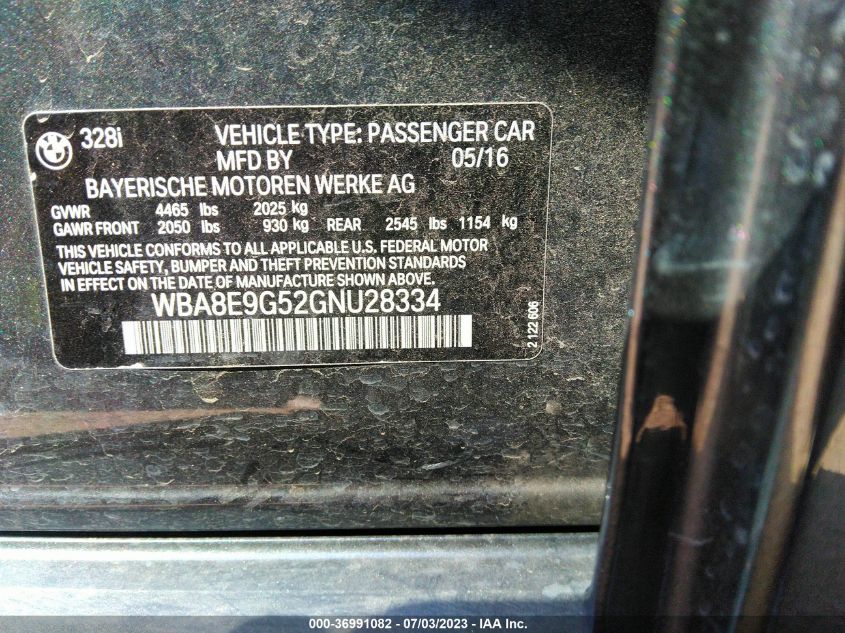 328i VEHICLE TYPE: PASSENGER CAR
MFD BY 05/16
BAYERISCHE MOTOREN WERKE AG
GVWR 4465 lbs 2025 kg
GAWR FRONT 2050 lbs 930 kg REAR 2545 lbs 1154 kg
THIS VEHICLE CONFORMS TO ALL APPLICABLE U.S. FEDERAL MOTOR
VEHICLE SAFETY, BUMPER AND THEFT PREVENTION STANDARDS
IN EFFECT ON THE DATE OF MANUFACTURE SHOWN ABOVE.
WBA8E9G52GNU28334
2 122 606
000-36991082 / 07/03/2023 - IAA Inc.